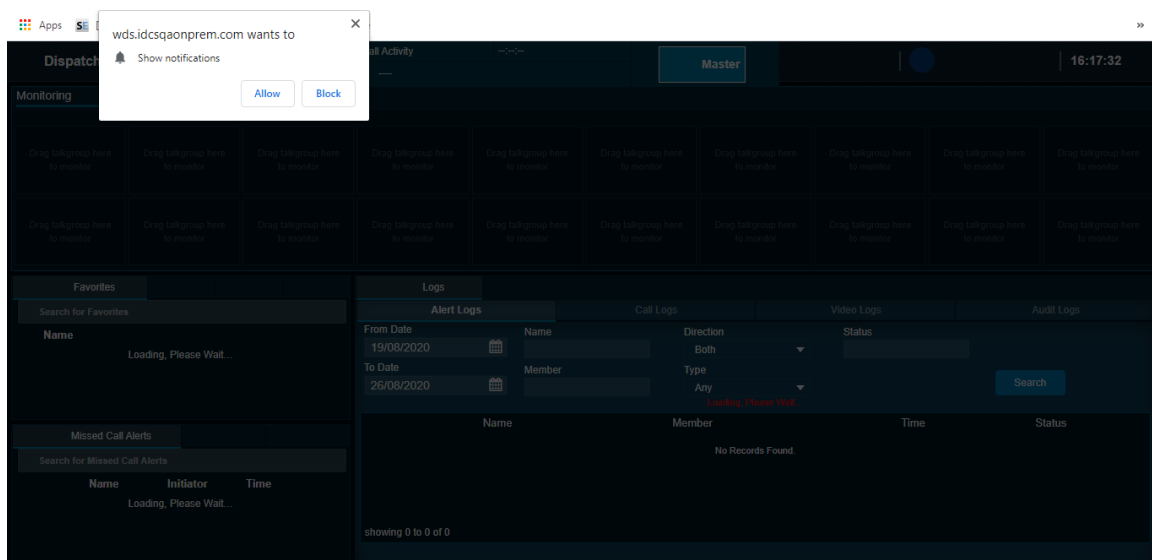 Apps SE
wds.idcsqaonprem.com wants to
Show notifications
Allow Block
Dispatch
all Activity --:--:--
----
Master
16:17:32
Monitoring
Drag talkgroup here Drag talkgroup here Drag talkgroup here Drag talkgroup here Drag talkgroup here Drag talkgroup here Drag talkgroup here Drag talkgroup here Drag talkgroup here Drag talkgroup here
to monitor to monitor to monitor to monitor to monitor to monitor to monitor to monitor to monitor to monitor
Drag talkgroup here Drag talkgroup here Drag talkgroup here Drag talkgroup here Drag talkgroup here Drag talkgroup here Drag talkgroup here Drag talkgroup here Drag talkgroup here Drag talkgroup here
to monitor to monitor to monitor to monitor to monitor to monitor to monitor to monitor to monitor to monitor
Favorites
Search for Favorites
Name
Loading, Please Wait...
Missed Call Alerts
Search for Missed Call Alerts
Name Initiator Time
Loading, Please Wait...
Logs
Alert Logs Call Logs Video Logs Audit Logs
From Date Name Direction Status
19/08/2020 Both
To Date Member Type
26/08/2020 Any Search
Loading, Please Wait...
Name Member Time Status
No Records Found.
showing 0 to 0 of 0